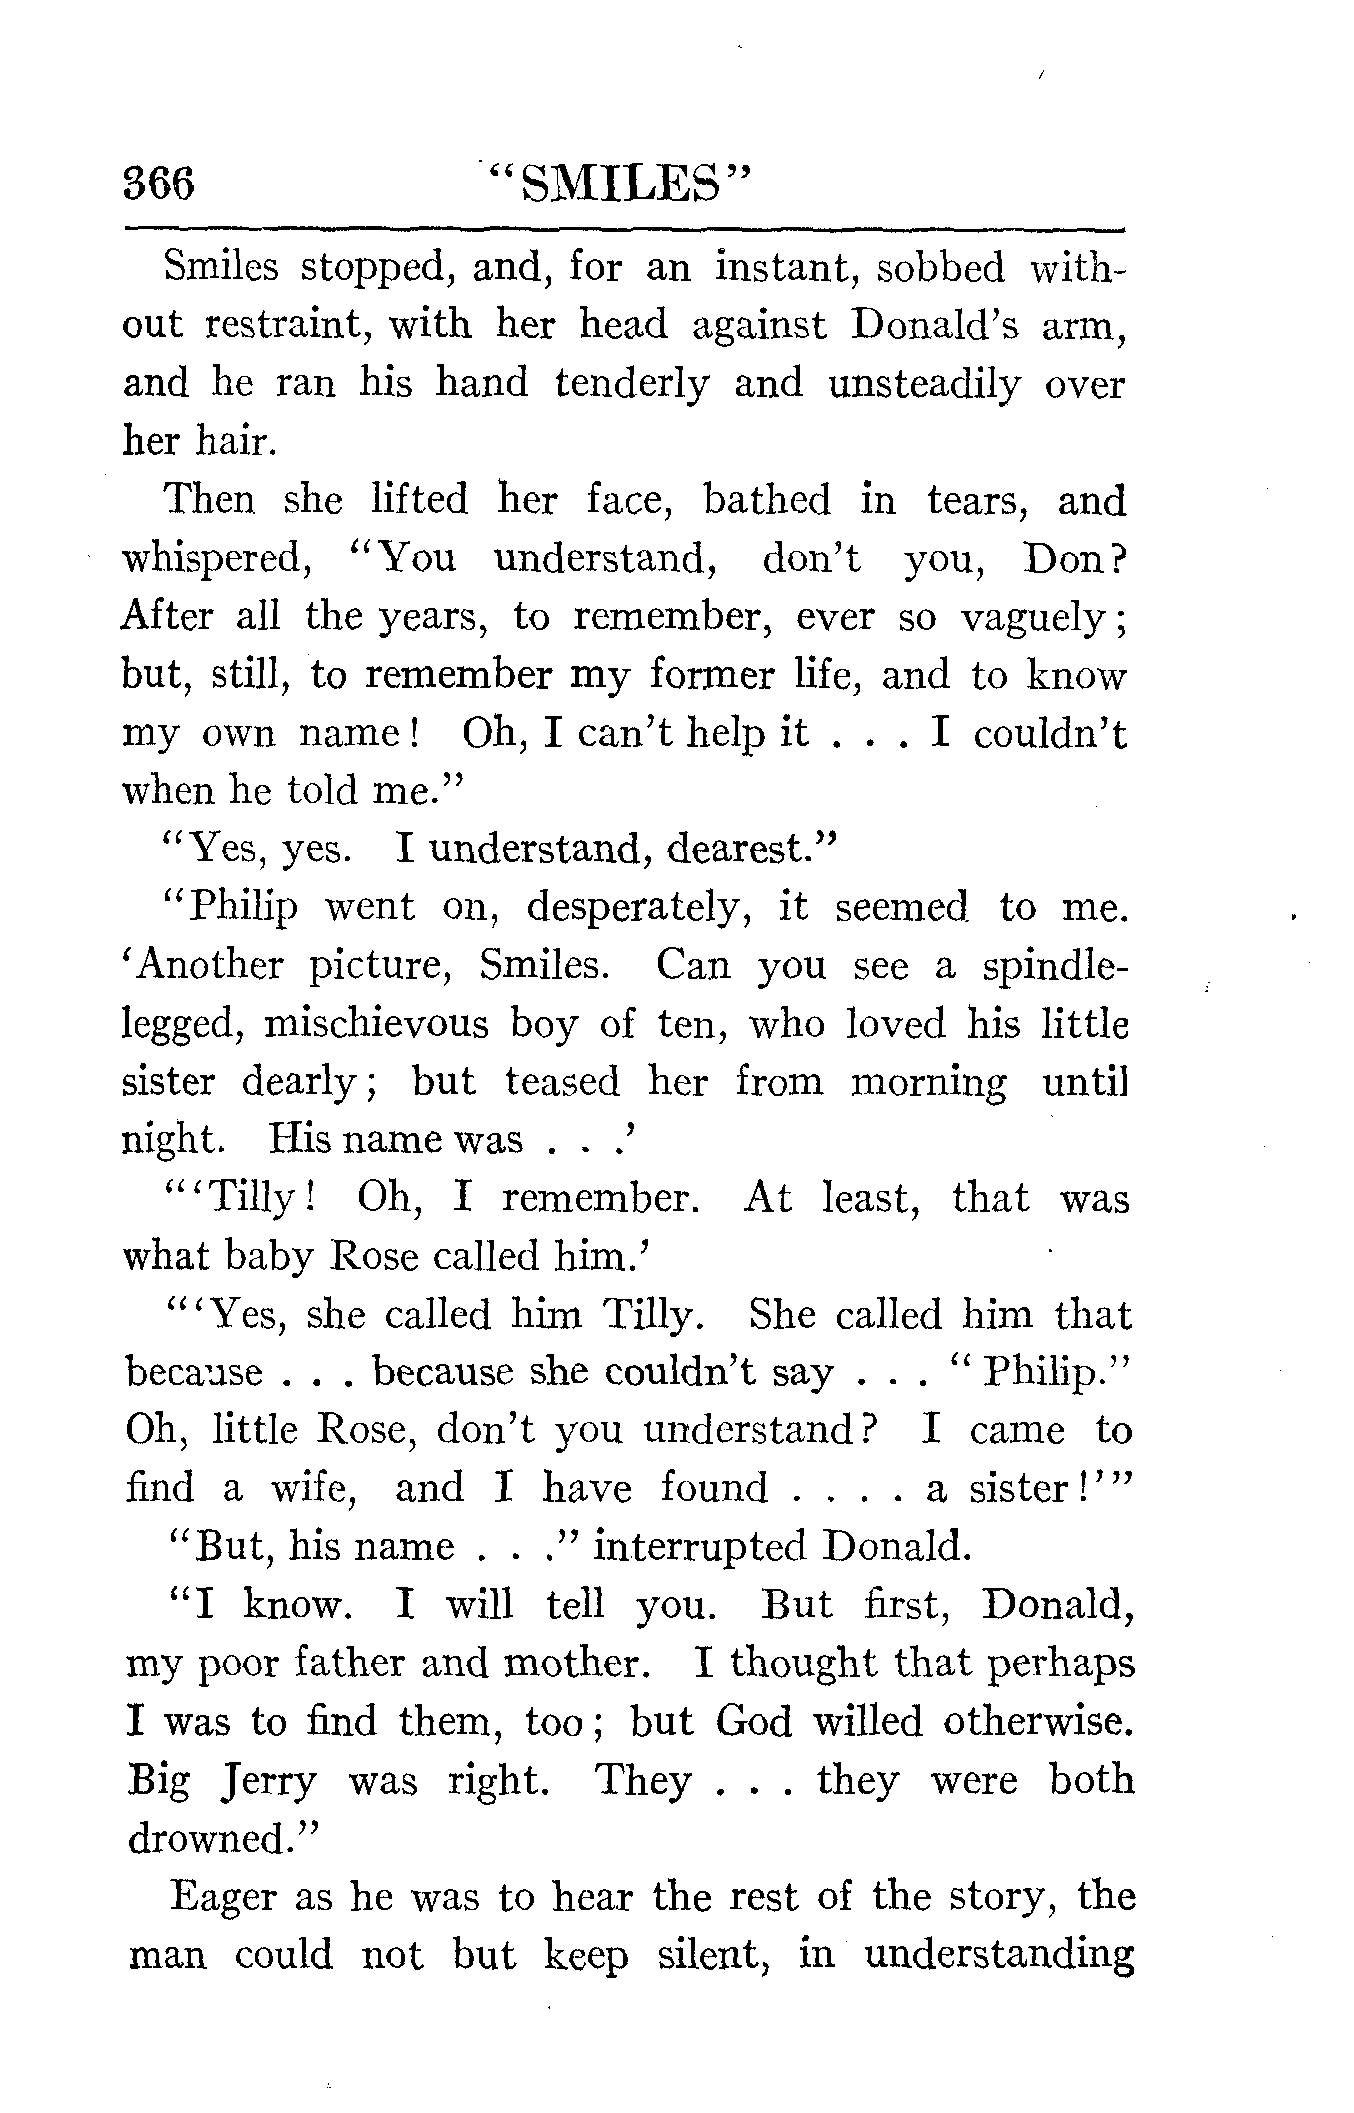 366 "SMILES"
Smiles stopped, and, for an instant, sobbed with-
out restraint, with her head against Donald's arm,
and he ran his hand tenderly and unsteadily over
her hair.
Then she lifted her face, bathed in tears, and
whispered, "You understand, don't you, Don?
After all the years, to remember, ever so vaguely;
but, still, to remember my former life, and to know
my own name! Oh, I can't help it . . . I couldn't
when he told me."
"Yes, yes. I understand, dearest."
"Philip went on, desperately, it seemed to me.
'Another picture, Smiles. Can you see a spindle-
legged, mischievous boy of ten, who loved his little
sister dearly; but teased her from morning until
night. His name was . . .'
"'Tilly! Oh, I remember. At least, that was
what baby Rose called him.'
"'Yes, she called him Tilly. She called him that
because . . . because she couldn't say . . . "Philip."
Oh, little Rose, don't you understand? I came to
find a wife, and I have found . . . . a sister!'"
"But, his name . . ." interrupted Donald.
"I know. I will tell you. But first, Donald,
my poor father and mother. I thought that perhaps
I was to find them, too; but God willed otherwise.
Big Jerry was right. They . . . they were both
drowned."
Eager as he was to hear the rest of the story, the
man could not but keep silent, in understanding